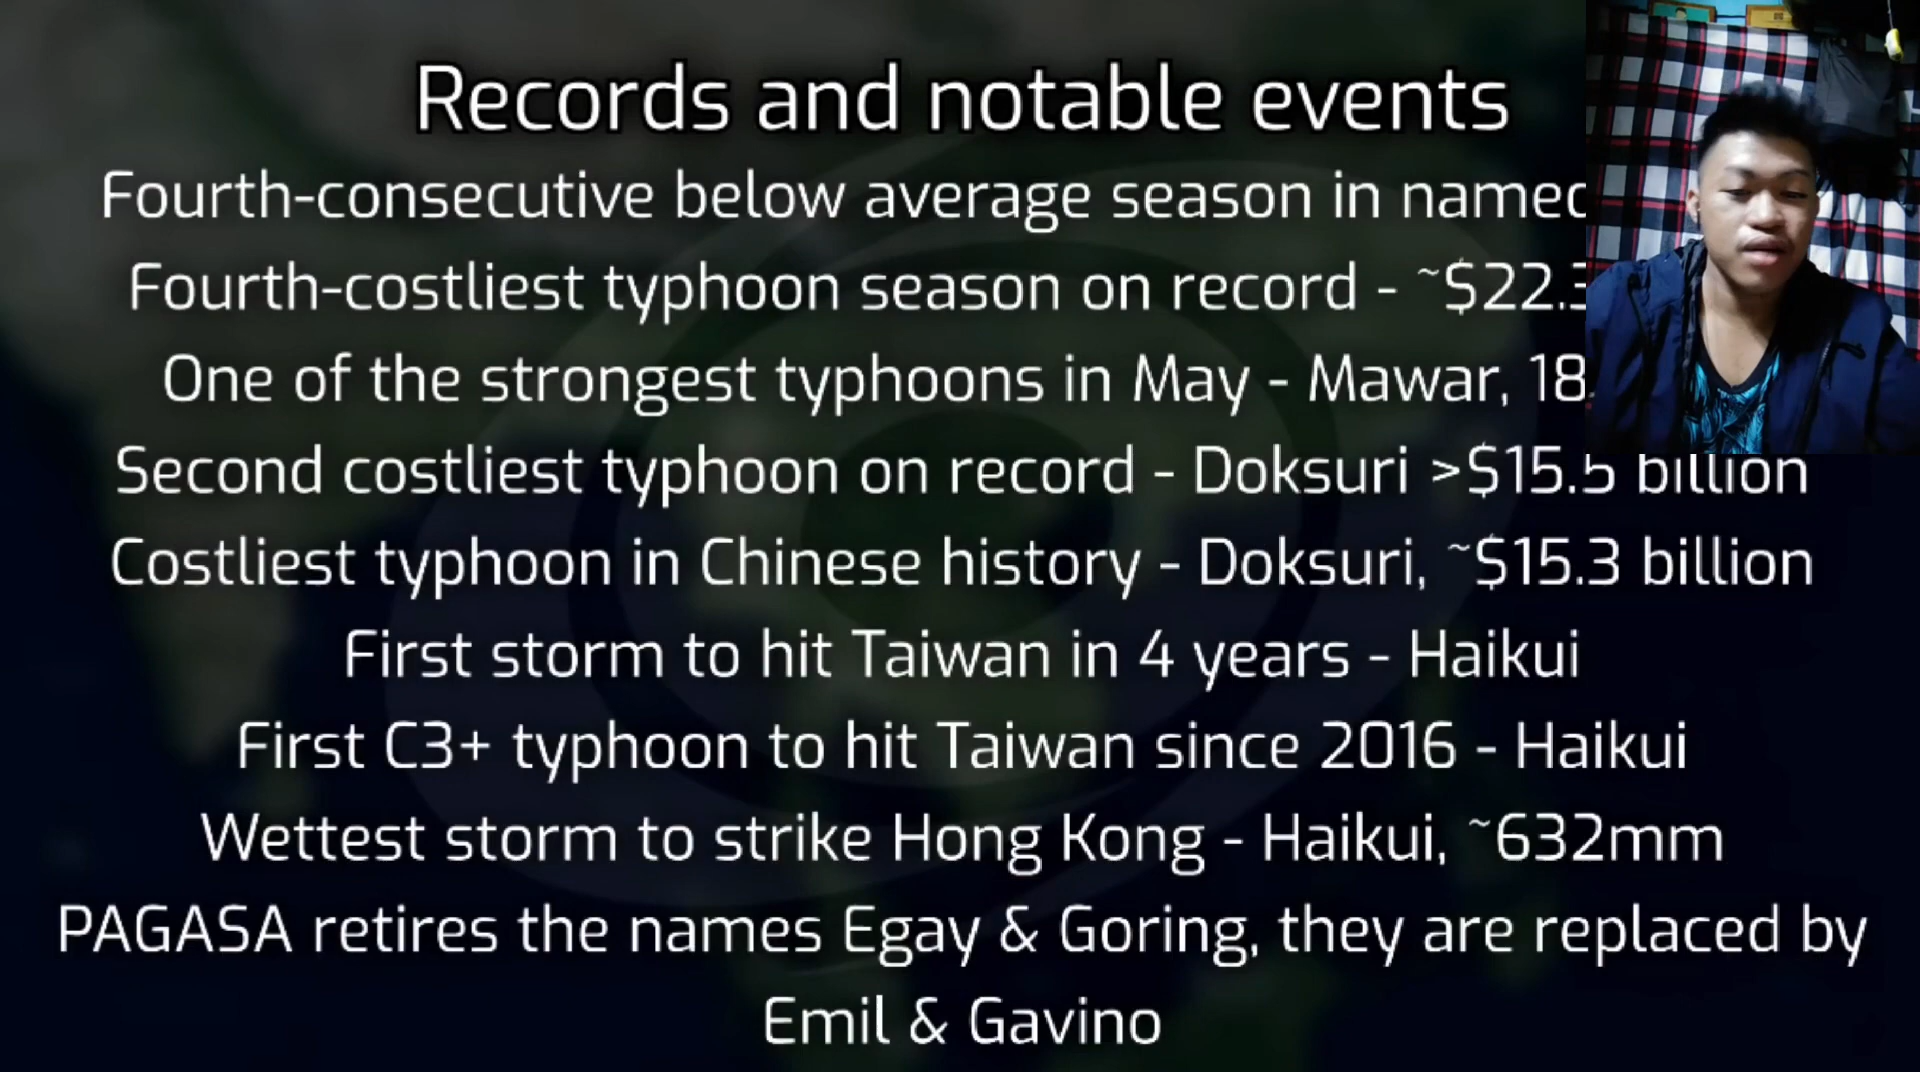 Records and notable events
Fourth-consecutive below average season in named
Fourth-costliest typhoon season on record - ~$22.3
One of the strongest typhoons in May - Mawar, 18
Second costliest typhoon on record - Doksuri >$15.5 billion
Costliest typhoon in Chinese history - Doksuri, ~$15.3 billion
First storm to hit Taiwan in 4 years - Haikui
First C3+ typhoon to hit Taiwan since 2016 - Haikui
Wettest storm to strike Hong Kong - Haikui, ~632mm
PAGASA retires the names Egay & Goring, they are replaced by
Emil & Gavino